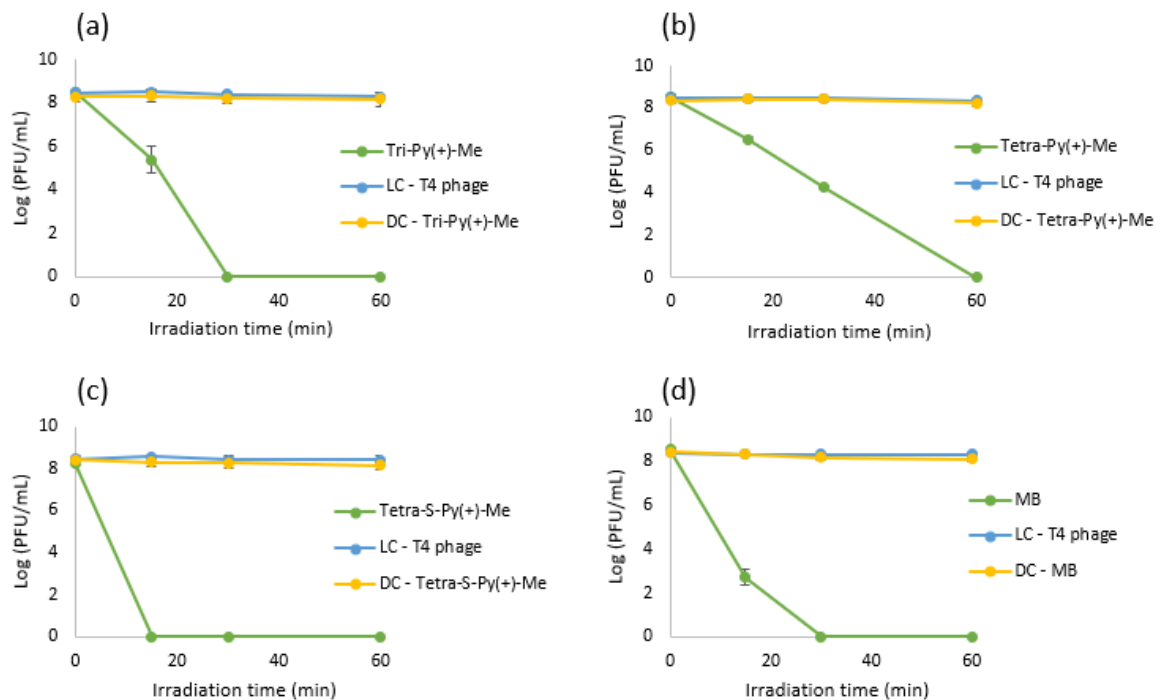 (a)
10
8
6
4
2
0
Log (PFU/mL)
0 20 40 60
Irradiation time (min)
Tri-Py(+)-Me
LC - T4 phage
DC - Tri-Py(+)-Me
(b)
10
8
6
4
2
0
Log (PFU/mL)
0 20 40 60
Irradiation time (min)
Tetra-Py(+)-Me
LC - T4 phage
DC - Tetra-Py(+)-Me
(c)
10
8
6
4
2
0
Log (PFU/mL)
0 20 40 60
Irradiation time (min)
Tetra-S-Py(+)-Me
LC - T4 phage
DC - Tetra-S-Py(+)-Me
(d)
10
8
6
4
2
0
Log (PFU/mL)
0 20 40 60
Irradiation time (min)
MB
LC - T4 phage
DC - MB